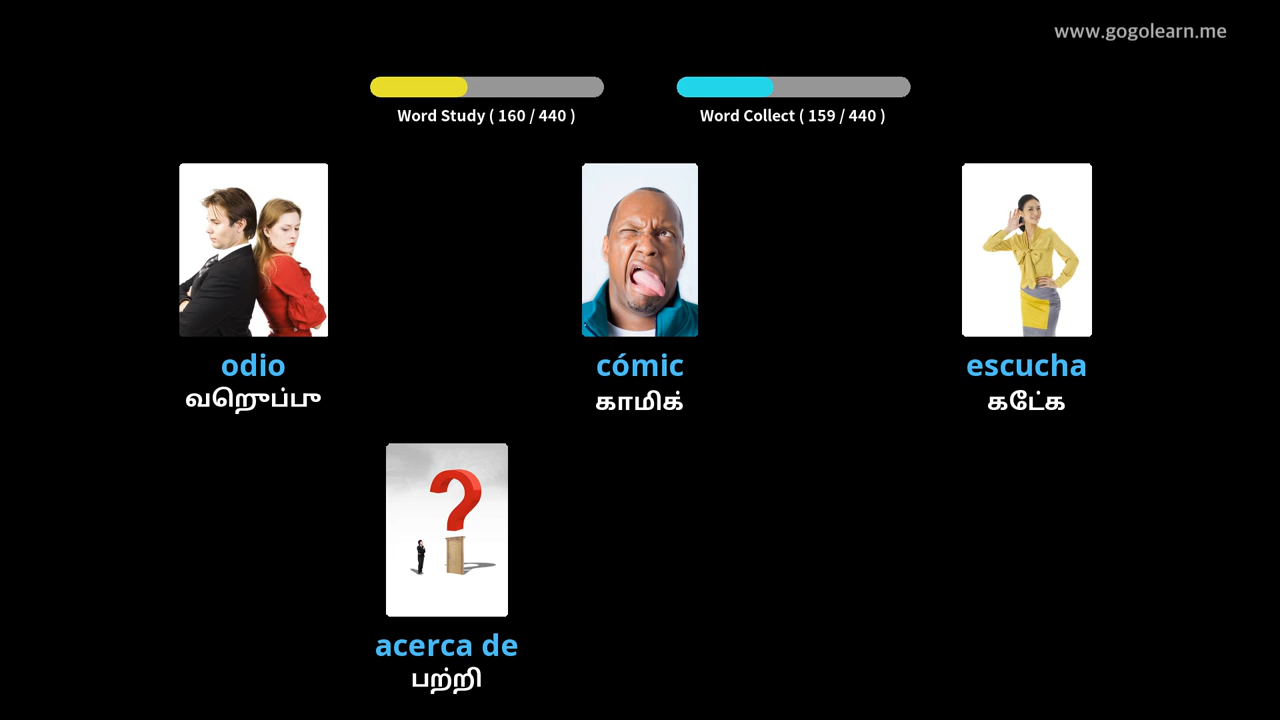 www.gogolearn.me
Word Study ( 160 / 440 )
Word Collect ( 159 / 440 )
odio
cómic
escucha
வெறுப்பு
காமிக்
கேட்க
acerca de
பற்றி